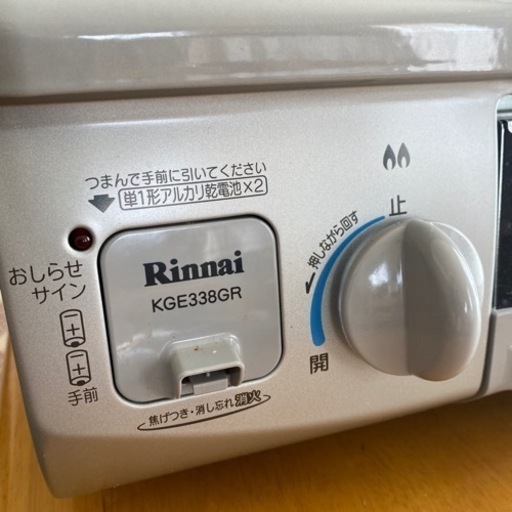 つまんで手前に引いてください
単1形アルカリ乾電池×2
おしらせ
サイン
手前
Rinnai
KGE338GR
焦げつき・消し忘れ消火
止
押しながら回す
開